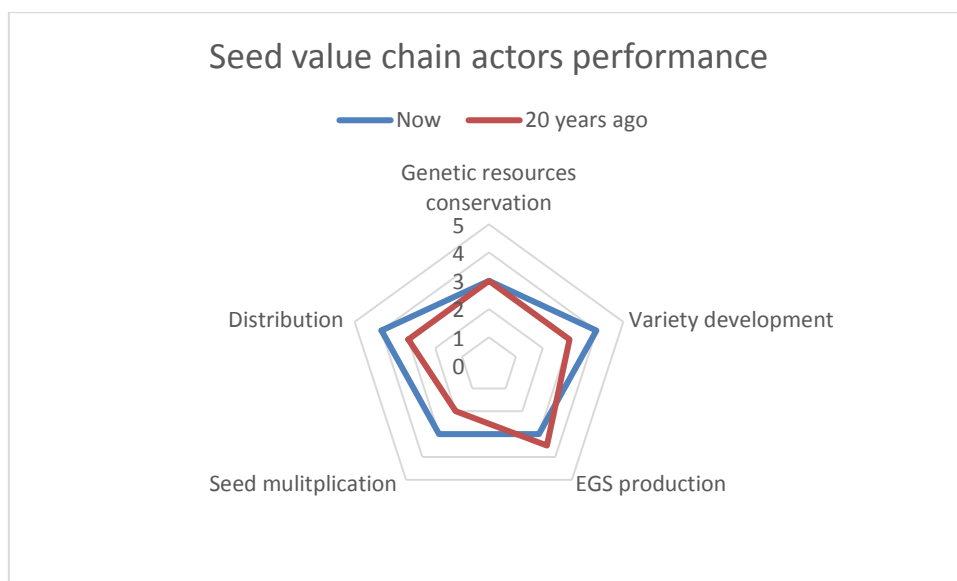 Seed value chain actors performance
Now 20 years ago
Genetic resources
conservation
5
4
3
2
1
0
Distribution
Variety development
Seed mulitplication
EGS production